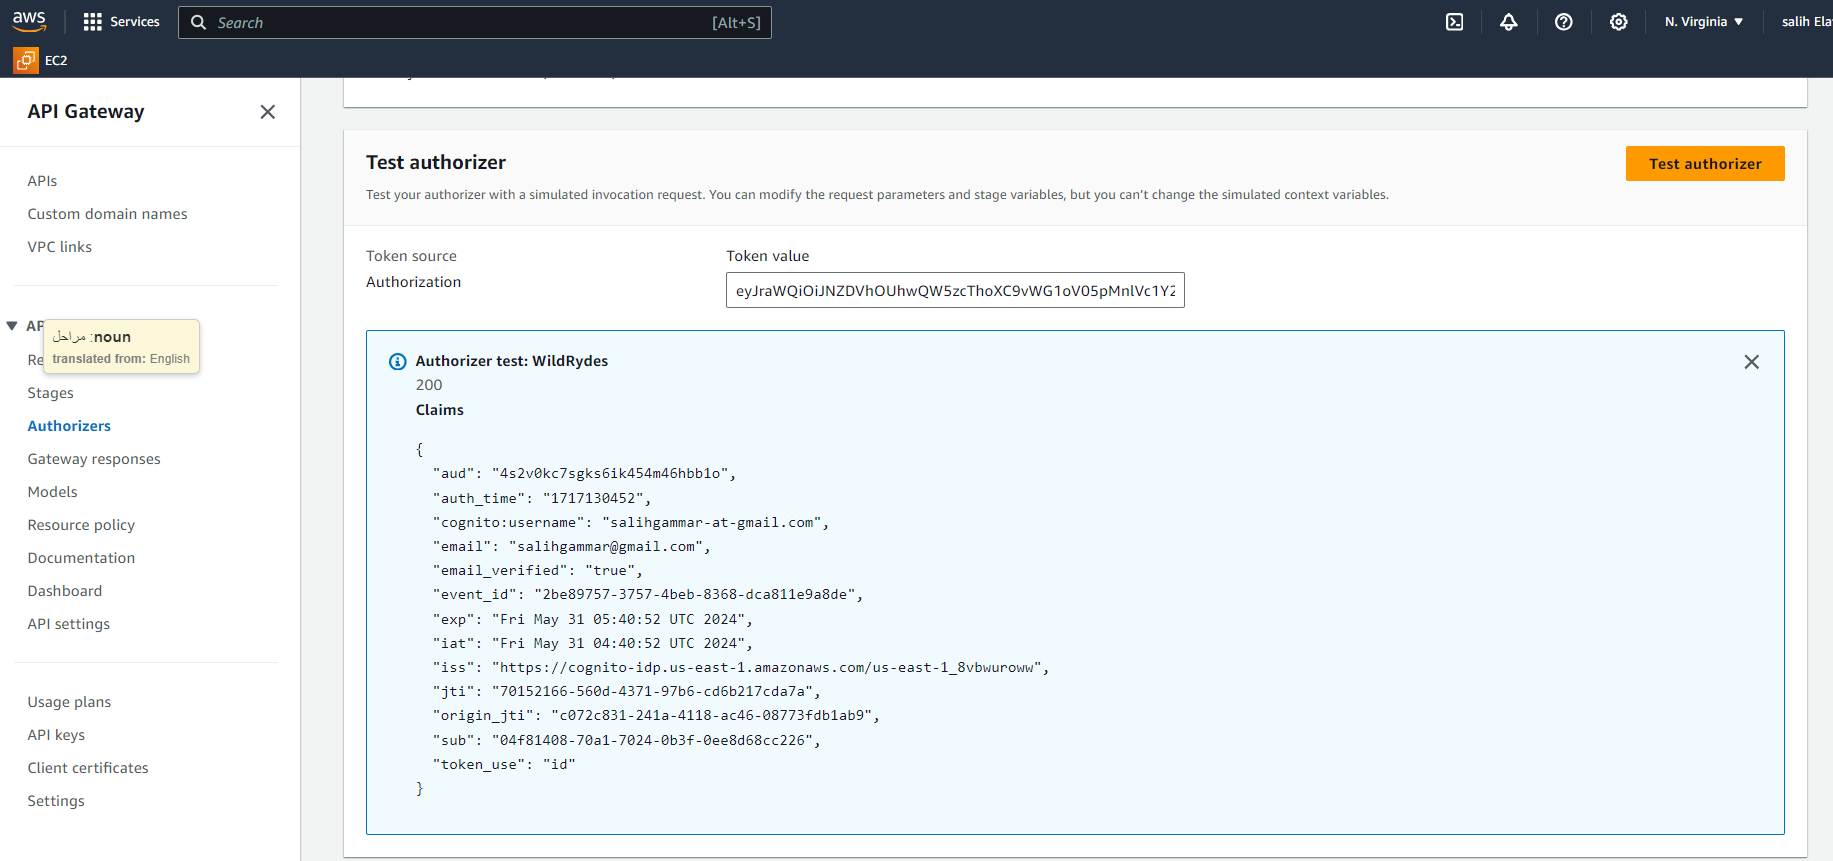 aws
Services
Search
[Alt+S]
N. Virginia
salih Ela
EC2
API Gateway
APIs
Custom domain names
VPC links
مراحل :noun
translated from: English
Stages
Authorizers
Gateway responses
Models
Resource policy
Documentation
Dashboard
API settings
Usage plans
API keys
Client certificates
Settings
Test authorizer
Test authorizer
Test your authorizer with a simulated invocation request. You can modify the request parameters and stage variables, but you can't change the simulated context variables.
Token source
Authorization
Token value
eyJraWQiOiJNZDVhOUhwQW5zcThoXC9vWG1oV05pMnlVc1Y2
Authorizer test: WildRydes
200
Claims
{
"aud": "4s2v0kc7sgks6ik454m46hbb1o",
"auth_time": "1717130452",
"cognito:username": "salihgammar-at-gmail.com",
"email": "salihgammar@gmail.com",
"email_verified": "true",
"event_id": "2be89757-3757-4beb-8368-dca811e9a8de",
"exp": "Fri May 31 05:40:52 UTC 2024",
"iat": "Fri May 31 04:40:52 UTC 2024",
"iss": "https://cognito-idp.us-east-1.amazonaws.com/us-east-1_8vbwuroww",
"jti": "70152166-560d-4371-97b6-cd6b217cda7a",
"origin_jti": "c072c831-241a-4118-ac46-08773fdb1ab9",
"sub": "04f81408-70a1-7024-0b3f-0ee8d68cc226",
"token_use": "id"
}